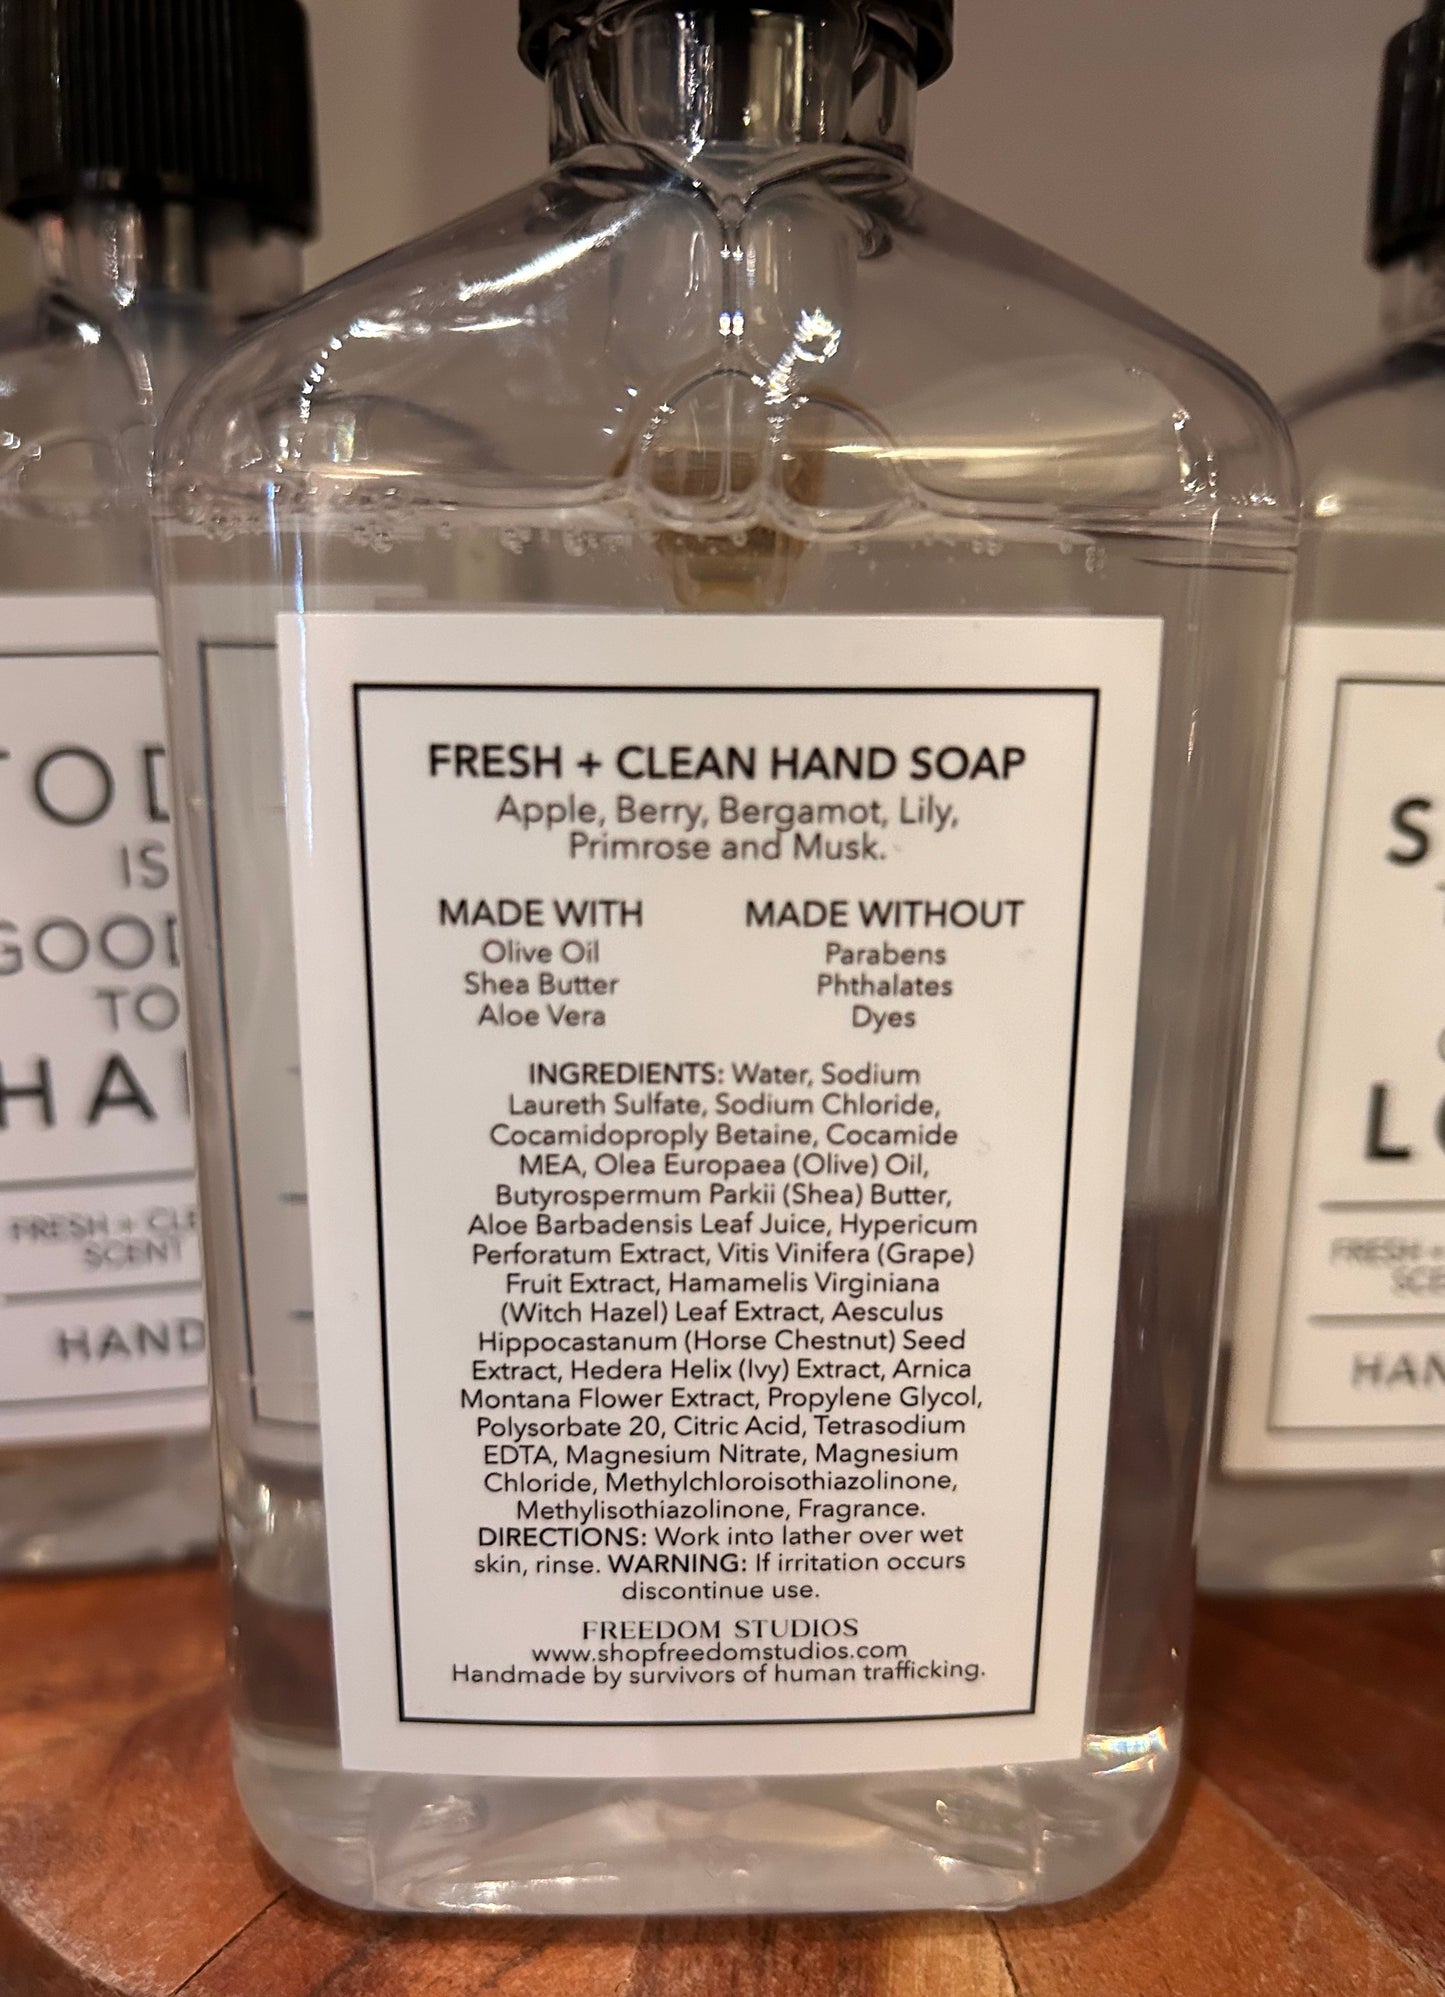 FRESH + CLEAN HAND SOAP
Apple, Berry, Bergamot, Lily,
Primrose and Musk.
MADE WITH
Olive Oil
Shea Butter
Aloe Vera
MADE WITHOUT
Parabens
Phthalates
Dyes
INGREDIENTS: Water, Sodium
Laureth Sulfate, Sodium Chloride,
Cocamidoproply Betaine, Cocamide
MEA, Olea Europaea (Olive) Oil,
Butyrospermum Parkii (Shea) Butter,
Aloe Barbadensis Leaf Juice, Hypericum
Perforatum Extract, Vitis Vinifera (Grape)
Fruit Extract, Hamamelis Virginiana
(Witch Hazel) Leaf Extract, Aesculus
Hippocastanum (Horse Chestnut) Seed
Extract, Hedera Helix (Ivy) Extract, Arnica
Montana Flower Extract, Propylene Glycol,
Polysorbate 20, Citric Acid, Tetrasodium
EDTA, Magnesium Nitrate, Magnesium
Chloride, Methylchloroisothiazolinone,
Methylisothiazolinone, Fragrance.
DIRECTIONS: Work into lather over wet
skin, rinse. WARNING: If irritation occurs
discontinue use.
FREEDOM STUDIOS
www.shopfreedomstudios.com
Handmade by survivors of human trafficking.
IS
GOOD
TO
FRESH +
SCENT
HAND
FRESH